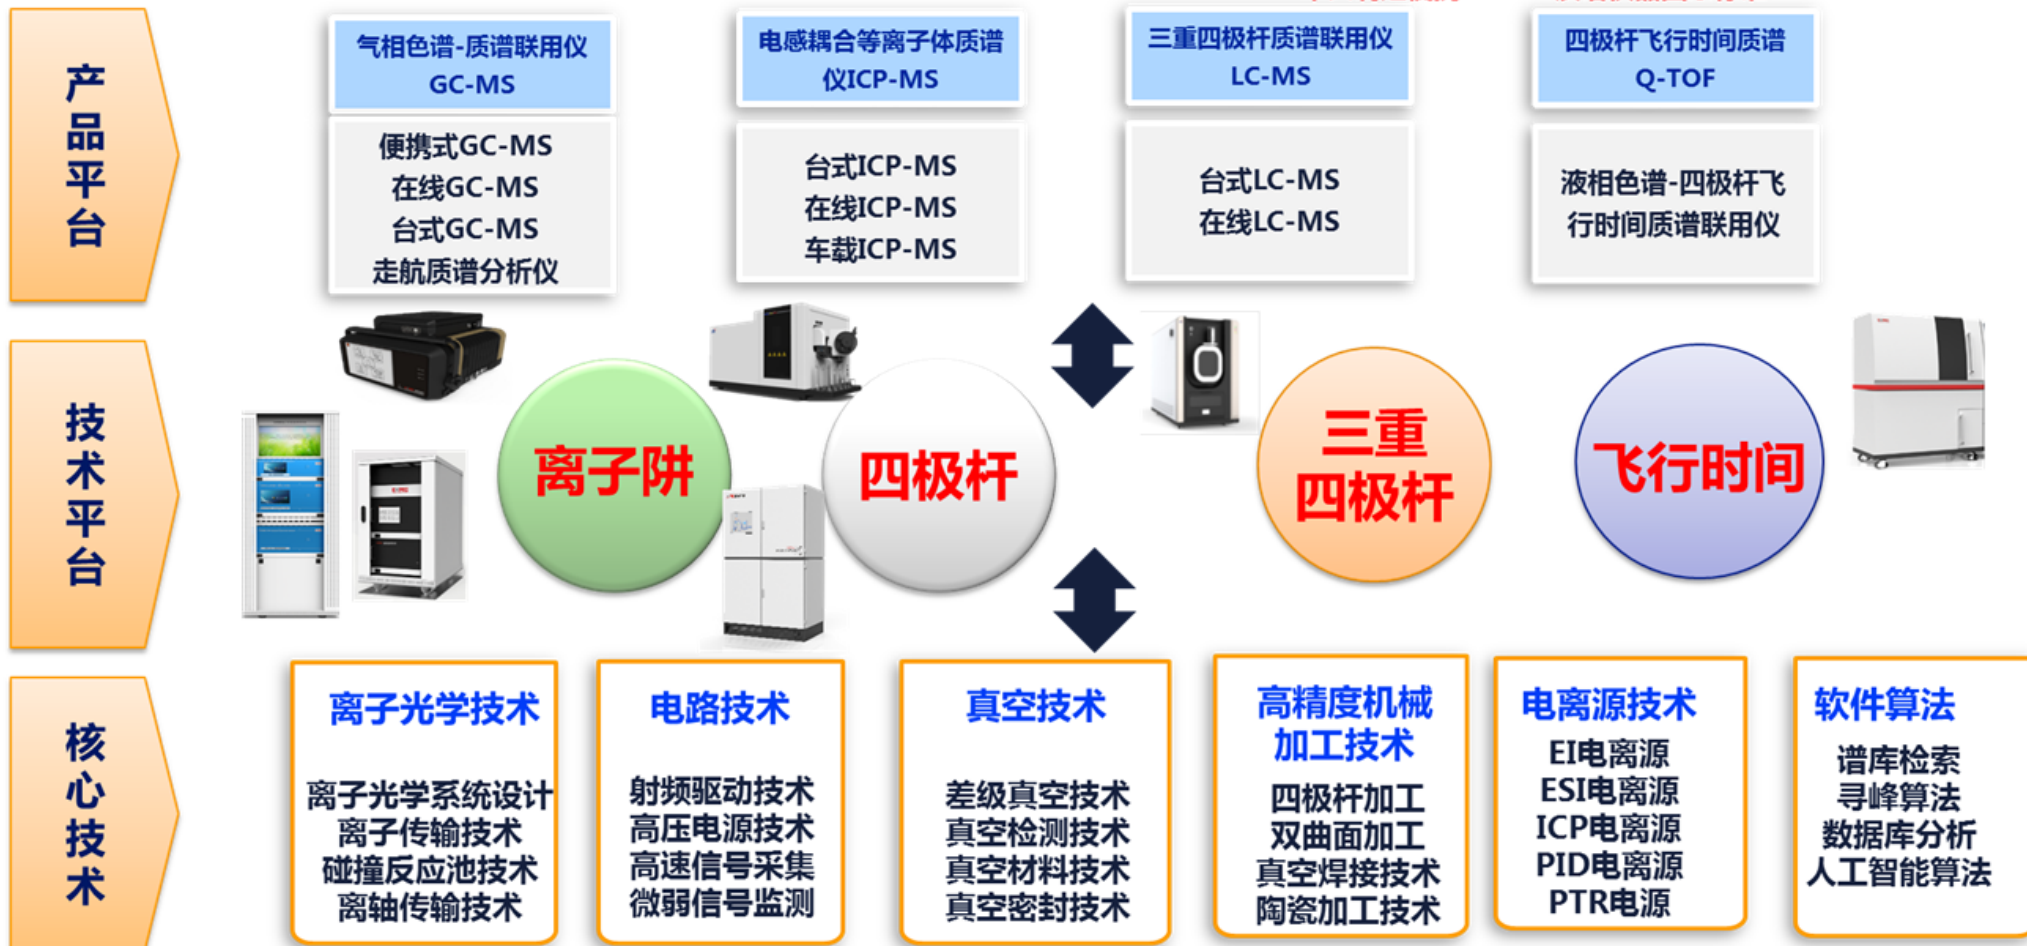 产品平台
气相色谱-质谱联用仪
GC-MS
便携式GC-MS
在线GC-MS
台式GC-MS
走航质谱分析仪
电感耦合等离子体质谱
仪ICP-MS
台式ICP-MS
在线ICP-MS
车载ICP-MS
三重四极杆质谱联用仪
LC-MS
台式LC-MS
在线LC-MS
四极杆飞行时间质谱
Q-TOF
液相色谱-四极杆飞
行时间质谱联用仪
技术平台
离子阱
四极杆
三重
四极杆
飞行时间
核心技术
离子光学技术
离子光学系统设计
离子传输技术
碰撞反应池技术
离轴传输技术
电路技术
射频驱动技术
高压电源技术
高速信号采集
微弱信号监测
真空技术
差级真空技术
真空检测技术
真空材料技术
真空密封技术
高精度机械
加工技术
四极杆加工
双曲面加工
真空焊接技术
陶瓷加工技术
电离源技术
EI电离源
ESI电离源
ICP电离源
PID电离源
PTR电源
软件算法
谱库检索
寻峰算法
数据库分析
人工智能算法